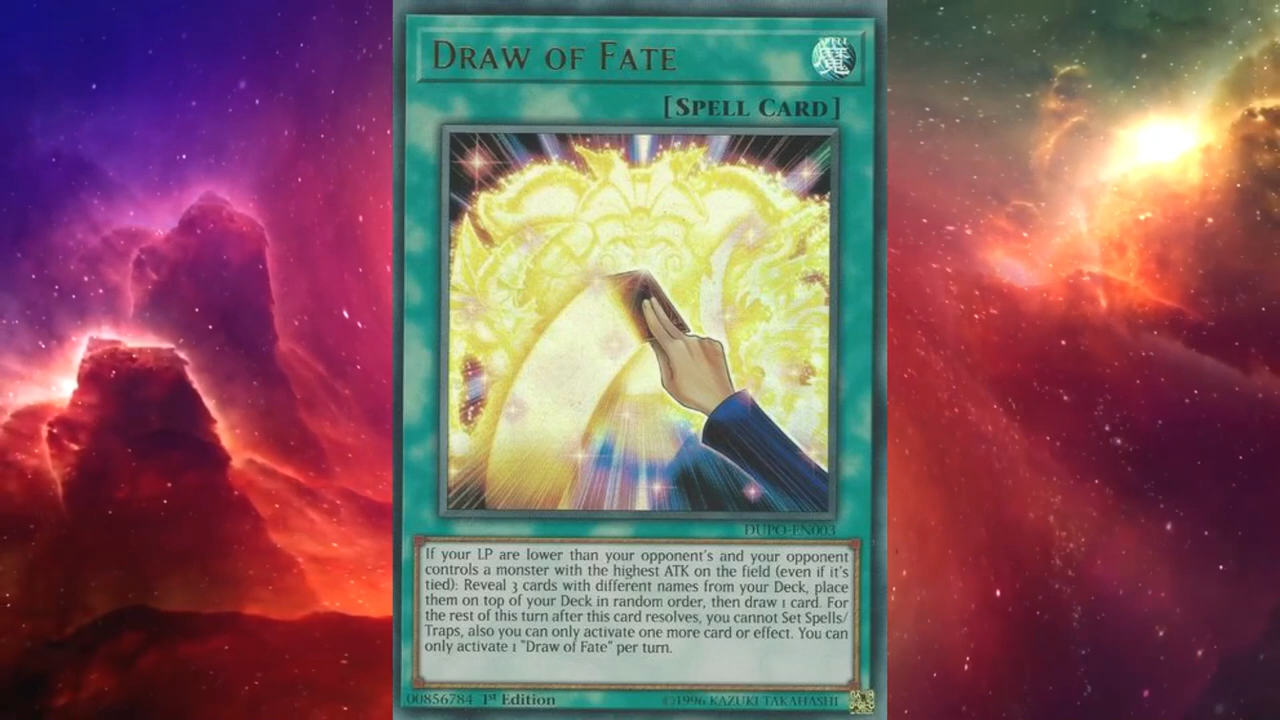 DRAW OF FATE
SPELL
魔
[SPELL CARD]
DUPO-EN003
If your LP are lower than your opponent's and your opponent
controls a monster with the highest ATK on the field (even if it's
tied): Reveal 3 cards with different names from your Deck, place
them on top of your Deck in random order, then draw 1 card. For
the rest of this turn after this card resolves, you cannot Set Spells/
Traps, also you can only activate one more card or effect. You can
only activate 1 "Draw of Fate" per turn.
00856784 1st Edition
©1996 KAZUKI TAKAHASHI